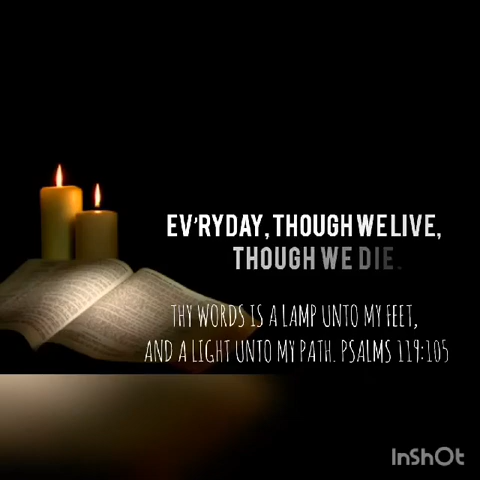 EV'RYDAY, THOUGH WE LIVE,
THOUGH WE DIE.
THY WORDS IS A LAMP UNTO MY FEET,
AND A LIGHT UNTO MY PATH. PSALMS 119:105
InShOt